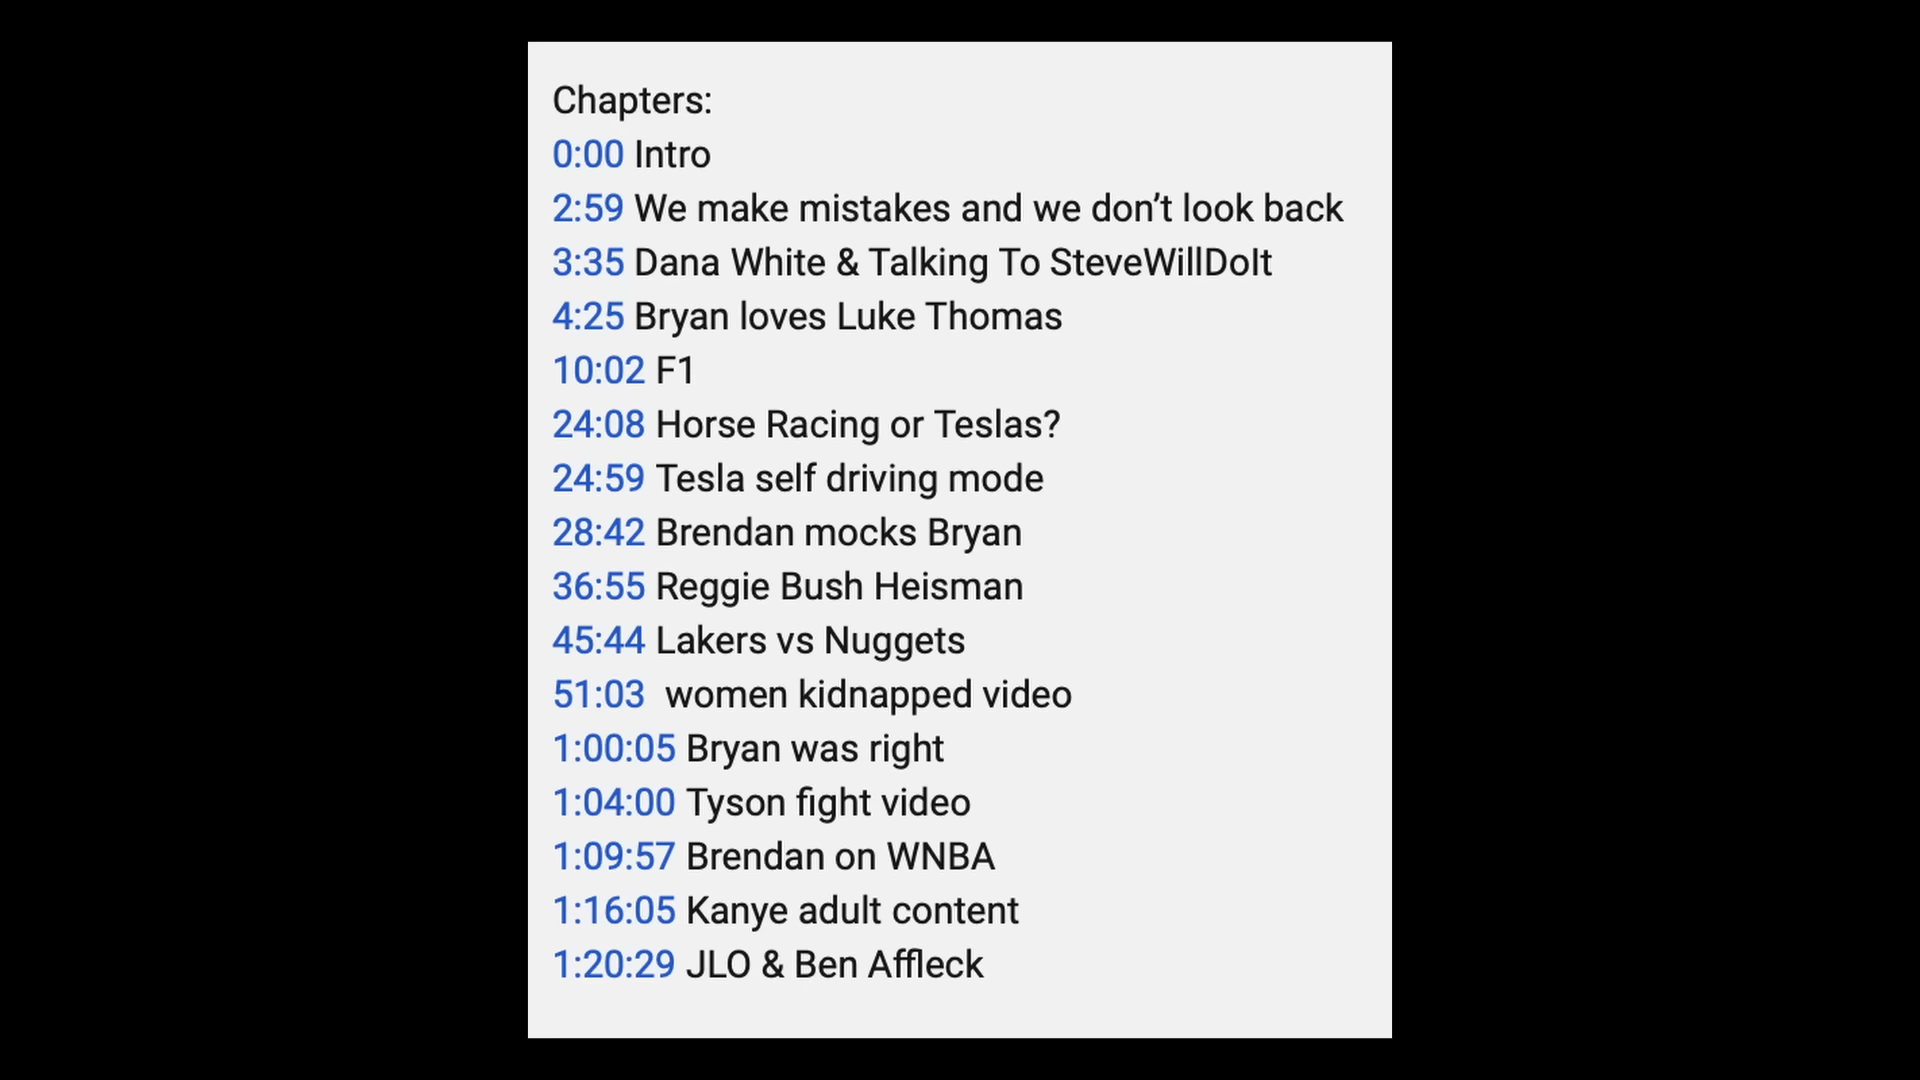 Chapters:
0:00 Intro
2:59 We make mistakes and we don’t look back
3:35 Dana White & Talking To SteveWillDoIt
4:25 Bryan loves Luke Thomas
10:02 F1
24:08 Horse Racing or Teslas?
24:59 Tesla self driving mode
28:42 Brendan mocks Bryan
36:55 Reggie Bush Heisman
45:44 Lakers vs Nuggets
51:03  women kidnapped video
1:00:05 Bryan was right
1:04:00 Tyson fight video
1:09:57 Brendan on WNBA
1:16:05 Kanye adult content
1:20:29 JLO & Ben Affleck